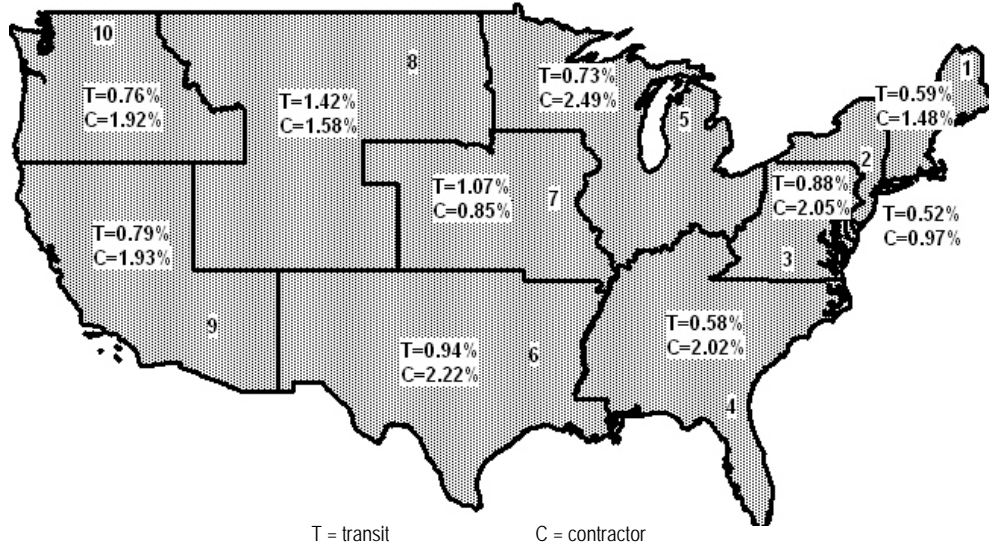 10
T=0.76%
C=1.92%
8
T=1.42%
C=1.58%
T=0.73%
C=2.49%
5
1
T=0.59%
C=1.48%
2
T=0.88%
C=2.05%
3
T=0.52%
C=0.97%
T=1.07%
C=0.85%
7
T=0.79%
C=1.93%
9
T=0.94%
C=2.22%
6
T=0.58%
C=2.02%
4
T = transit C = contractor